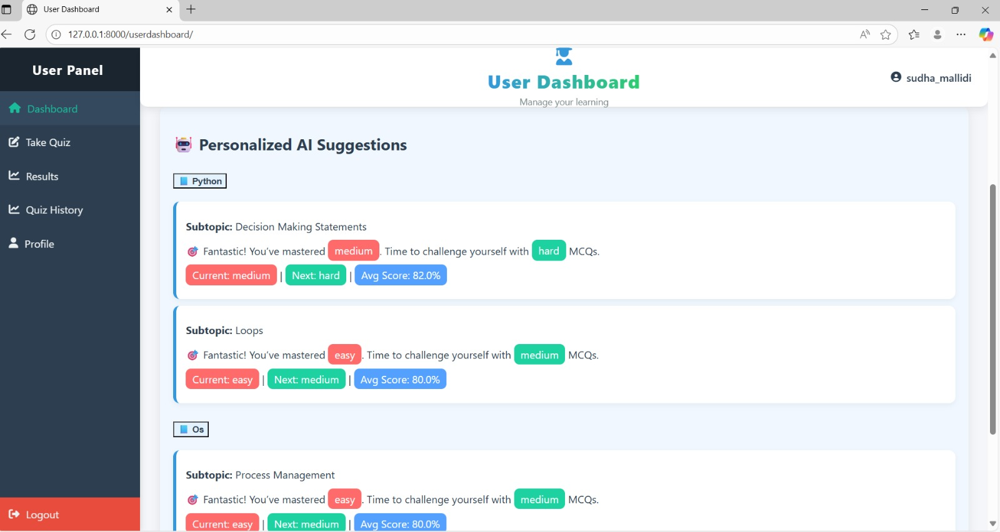 User Dashboard
127.0.0.1:8000/userdashboard/
User Panel
Dashboard
Take Quiz
Results
Quiz History
Profile
Logout
User Dashboard
Manage your learning
sudha_mallidi
Personalized AI Suggestions
Python
Subtopic: Decision Making Statements
Fantastic! You’ve mastered medium. Time to challenge yourself with hard MCQs.
Current: medium | Next: hard | Avg Score: 82.0%
Subtopic: Loops
Fantastic! You’ve mastered easy. Time to challenge yourself with medium MCQs.
Current: easy | Next: medium | Avg Score: 80.0%
Os
Subtopic: Process Management
Fantastic! You’ve mastered easy. Time to challenge yourself with medium MCQs.
Current: easy | Next: medium | Avg Score: 80.0%